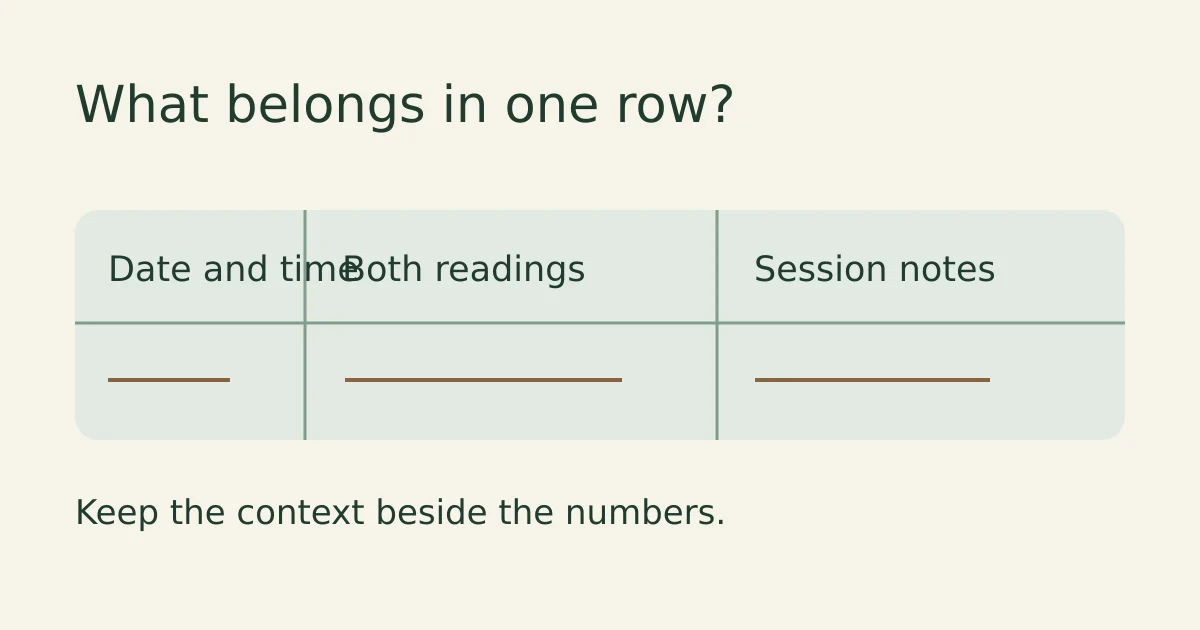 What belongs in one row?
Date and time Both readings Session notes
Keep the context beside the numbers.